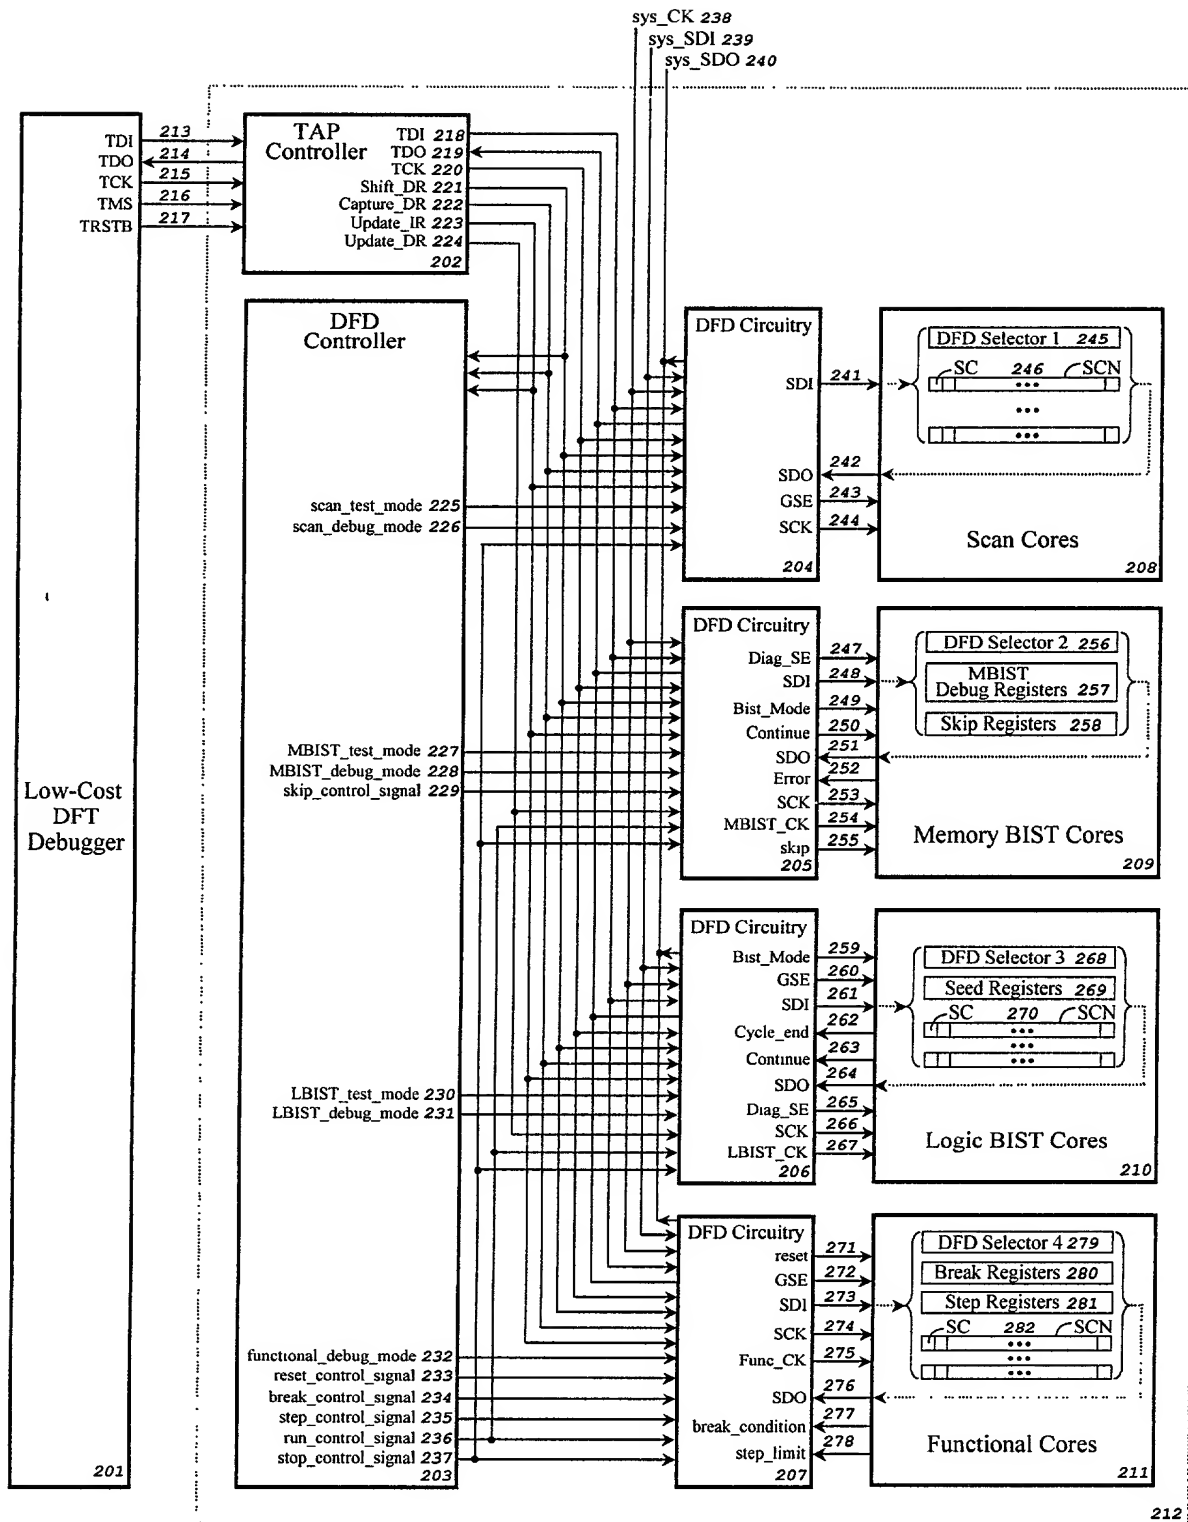 sys_CK 238
sys_SDI 239
sys_SDO 240
TDI
TDO
TCK
TMS
TRSTB
213
214
215
216
217
Low-Cost
DFT
Debugger
201
TAP
Controller
TDI 218
TDO 219
TCK 220
Shift_DR 221
Capture_DR 222
Update_IR 223
Update_DR 224
202
DFD
Controller
scan_test_mode 225
scan_debug_mode 226
MBIST_test_mode 227
MBIST_debug_mode 228
skip_control_signal 229
LBIST_test_mode 230
LBIST_debug_mode 231
functional_debug_mode 232
reset_control_signal 233
break_control_signal 234
step_control_signal 235
run_control_signal 236
stop_control_signal 237
203
DFD Circuitry
SDI 241
SDO 242
GSE 243
SCK 244
204
DFD Selector 1 245
SC 246 SCN
Scan Cores
208
DFD Circuitry
Diag_SE 247
SDI 248
Bist_Mode 249
Continue 250
SDO 251
Error 252
SCK 253
MBIST_CK 254
skip 255
205
DFD Selector 2 256
MBIST
Debug Registers 257
Skip Registers 258
Memory BIST Cores
209
DFD Circuitry
Bist_Mode 259
GSE 260
SDI 261
Cycle_end 262
Continue 263
SDO 264
Diag_SE 265
SCK 266
LBIST_CK 267
206
DFD Selector 3 268
Seed Registers 269
SC 270 SCN
Logic BIST Cores
210
DFD Circuitry
reset 271
GSE 272
SDI 273
SCK 274
Func_CK 275
SDO 276
break_condition 277
step_limit 278
207
DFD Selector 4 279
Break Registers 280
Step Registers 281
SC 282 SCN
Functional Cores
211
212